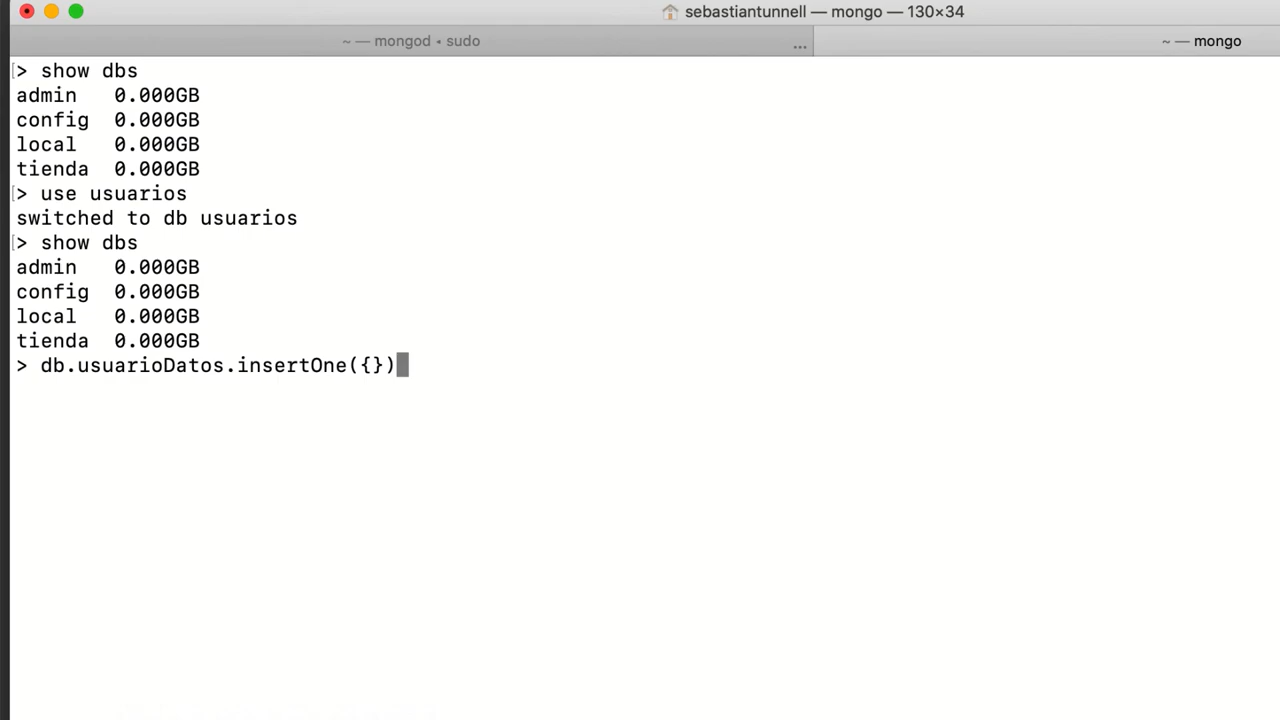 sebastiantunnell — mongo — 130×34
~ — mongod ◂ sudo ... ~ — mongo
[> show dbs
admin   0.000GB
config  0.000GB
local   0.000GB
tienda  0.000GB
[> use usuarios
switched to db usuarios
[> show dbs
admin   0.000GB
config  0.000GB
local   0.000GB
tienda  0.000GB
> db.usuarioDatos.insertOne({})